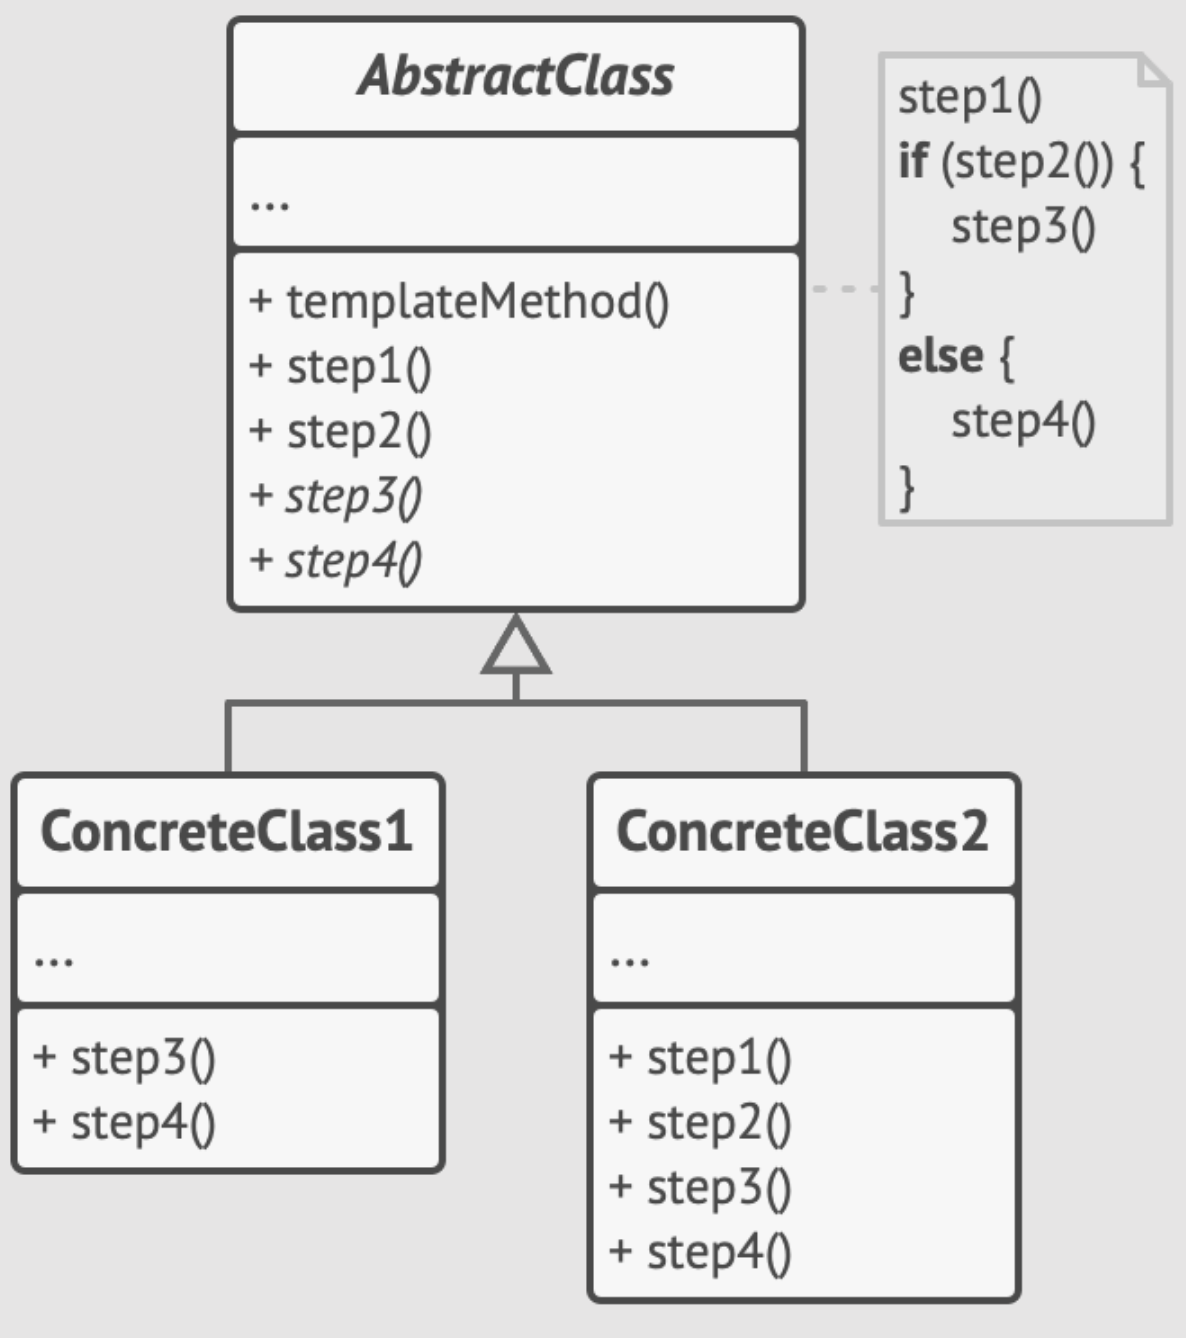 AbstractClass
...
+ templateMethod()
+ step1()
+ step2()
+ step3()
+ step4()
step1()
if (step2()) {
step3()
}
else {
step4()
}
ConcreteClass1
...
+ step3()
+ step4()
ConcreteClass2
...
+ step1()
+ step2()
+ step3()
+ step4()